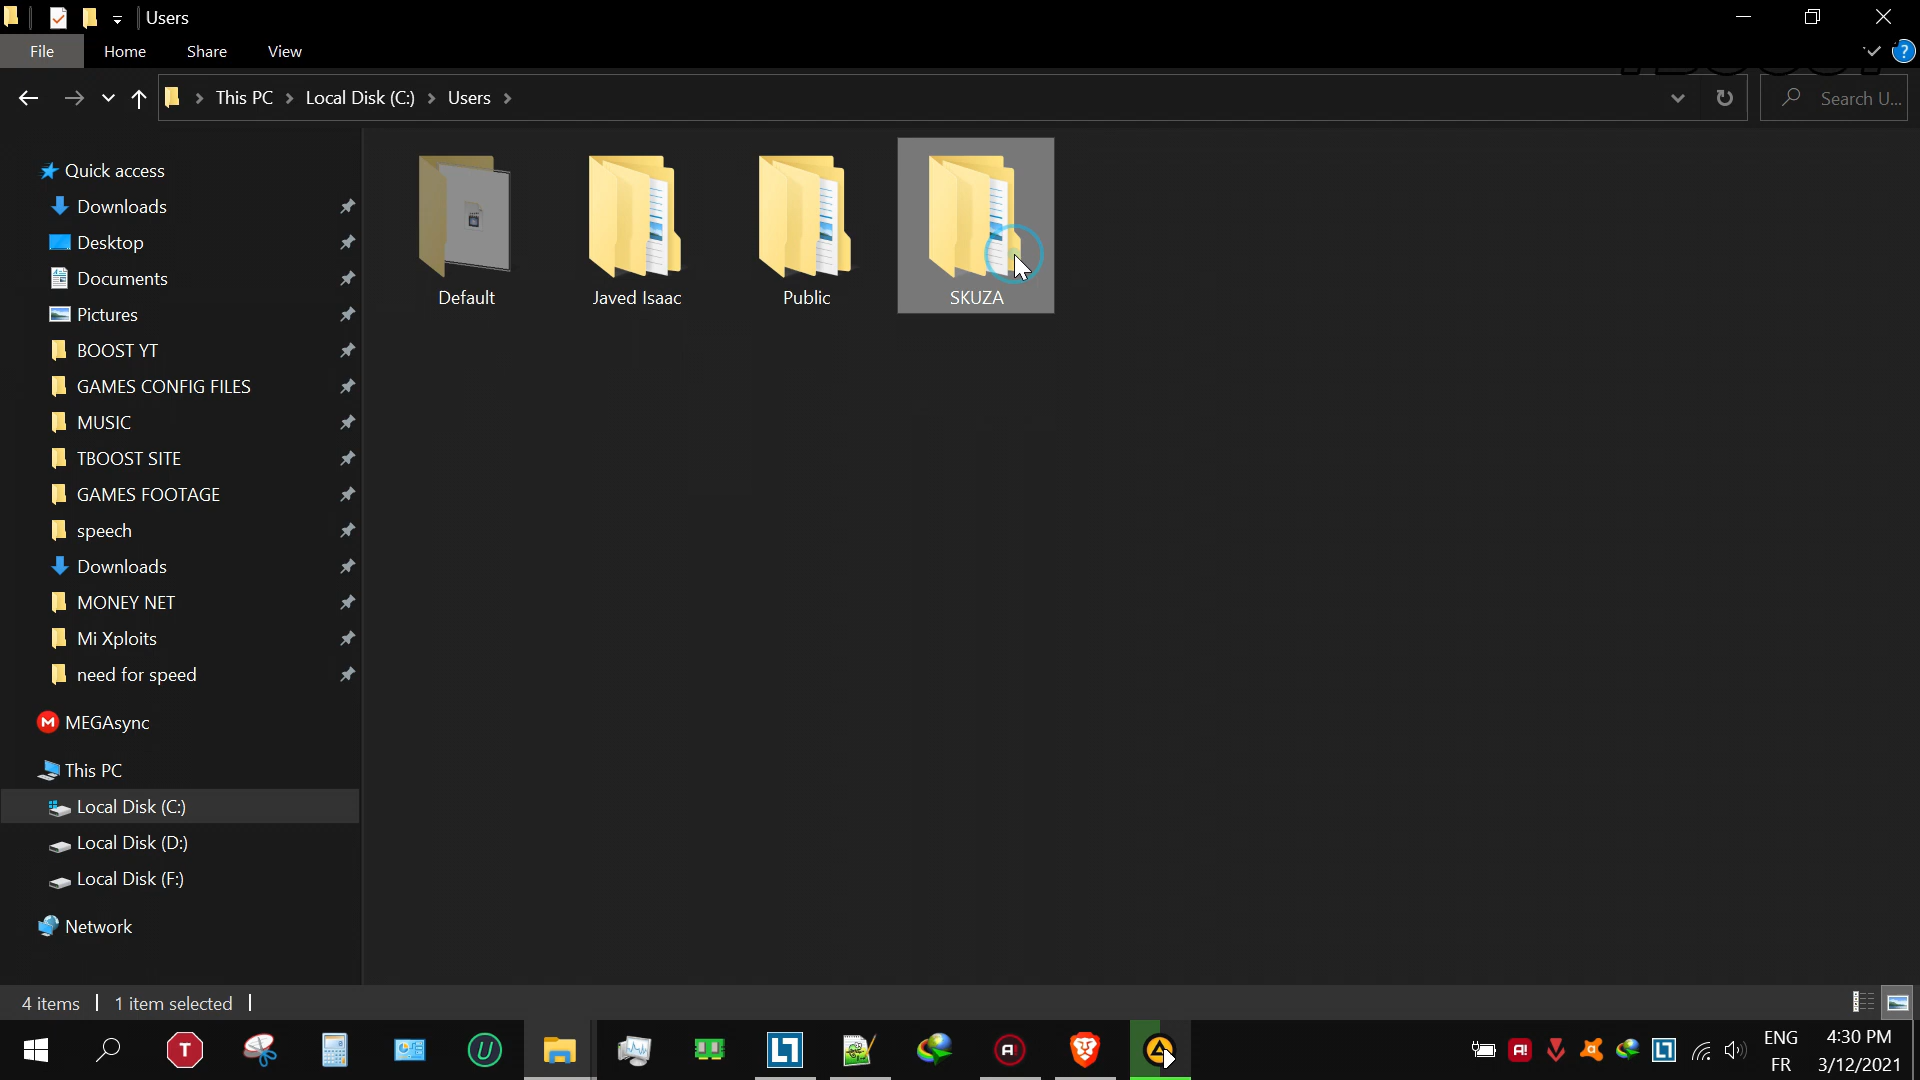 Users
File
Home
Share
View
This PC
Local Disk (C:)
Users
Search U...
Quick access
Downloads
Desktop
Documents
Pictures
BOOST YT
GAMES CONFIG FILES
MUSIC
TBOOST SITE
GAMES FOOTAGE
speech
Downloads
MONEY NET
Mi Xploits
need for speed
MEGAsync
This PC
Local Disk (C:)
Local Disk (D:)
Local Disk (F:)
Network
Default
Javed Isaac
Public
SKUZA
4 items
1 item selected
ENG
FR
4:30 PM
3/12/2021